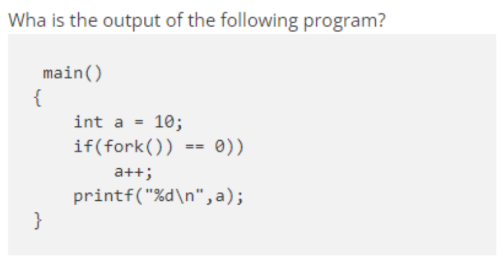 Wha is the output of the following program?
main()
{
int a = 10;
if(fork()) == 0))
a++;
printf("%d\n",a);
}